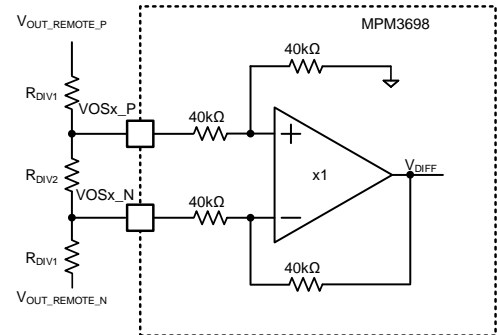 V_OUT_REMOTE_P
MPM3698
40kΩ
R_DIV1
VOSx_P
40kΩ
+
R_DIV2
x1
V_DIFF
VOSx_N
40kΩ
−
R_DIV1
40kΩ
V_OUT_REMOTE_N